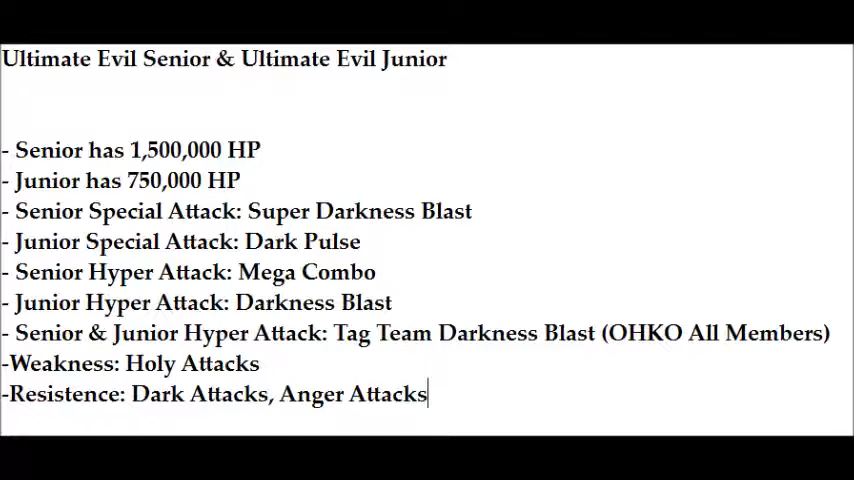 Ultimate Evil Senior & Ultimate Evil Junior
- Senior has 1,500,000 HP
- Junior has 750,000 HP
- Senior Special Attack: Super Darkness Blast
- Junior Special Attack: Dark Pulse
- Senior Hyper Attack: Mega Combo
- Junior Hyper Attack: Darkness Blast
- Senior & Junior Hyper Attack: Tag Team Darkness Blast (OHKO All Members)
-Weakness: Holy Attacks
-Resistence: Dark Attacks, Anger Attacks